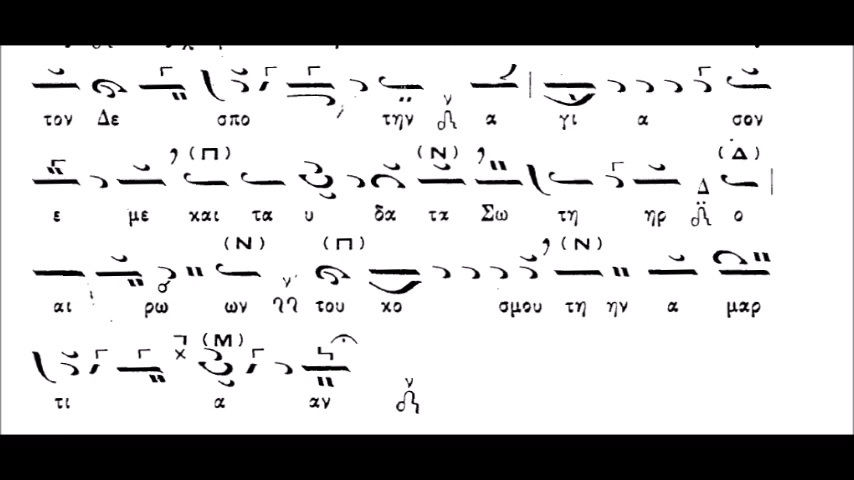 τον Δε σπο την ν α γι α σον
(Π) (Ν) (Δ)
ε με και τα υ δα τα Σω τη ηρ Δ ο
(Ν) (Π) (Ν)
αι ρω ων ν του κο σμου τη ην α μαρ
(Μ)
τι α αν ν